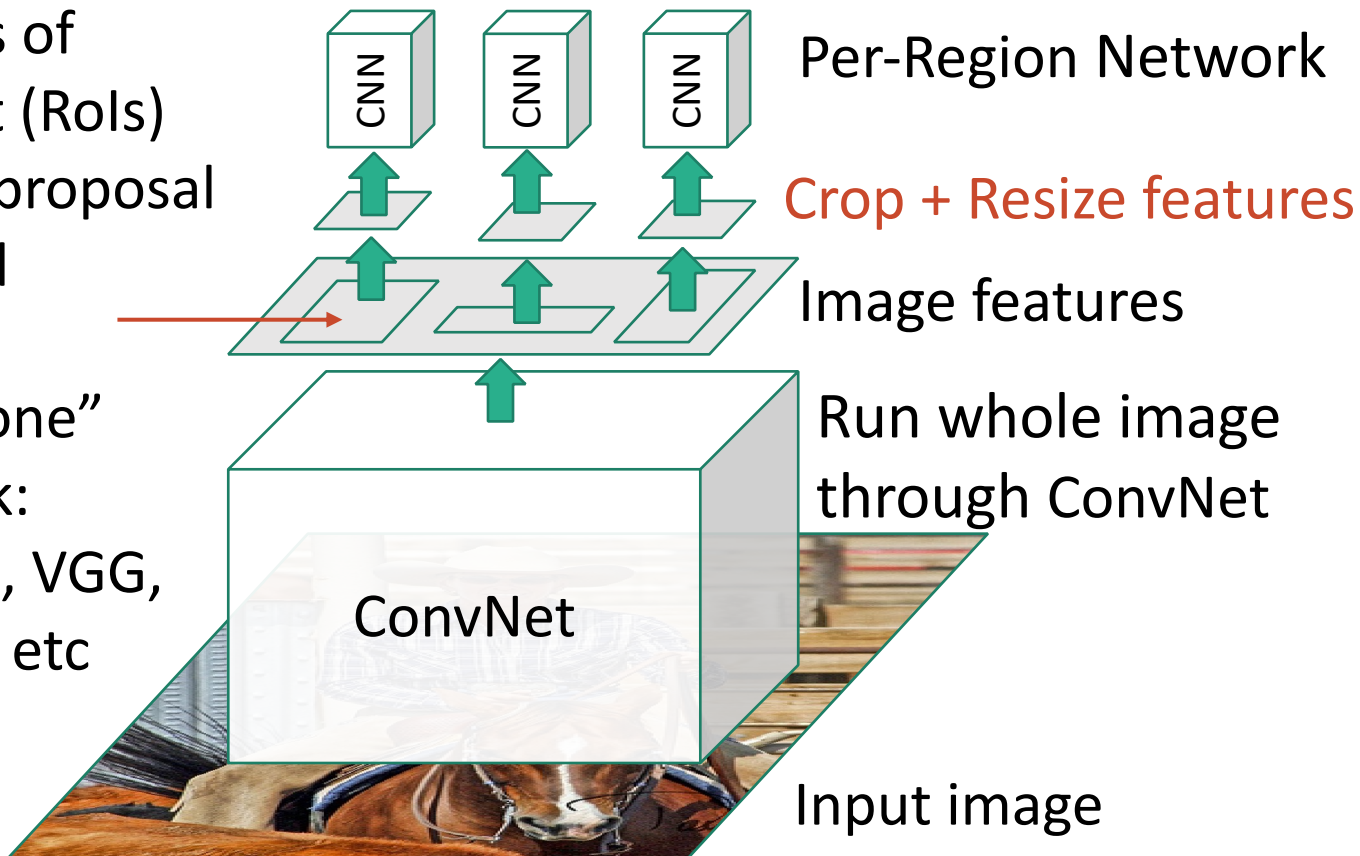 s of
t (RoIs)
proposal
one”
k:
, VGG,
etc
CNN
CNN
CNN
Per-Region Network
Crop + Resize features
Image features
Run whole image
through ConvNet
ConvNet
Input image